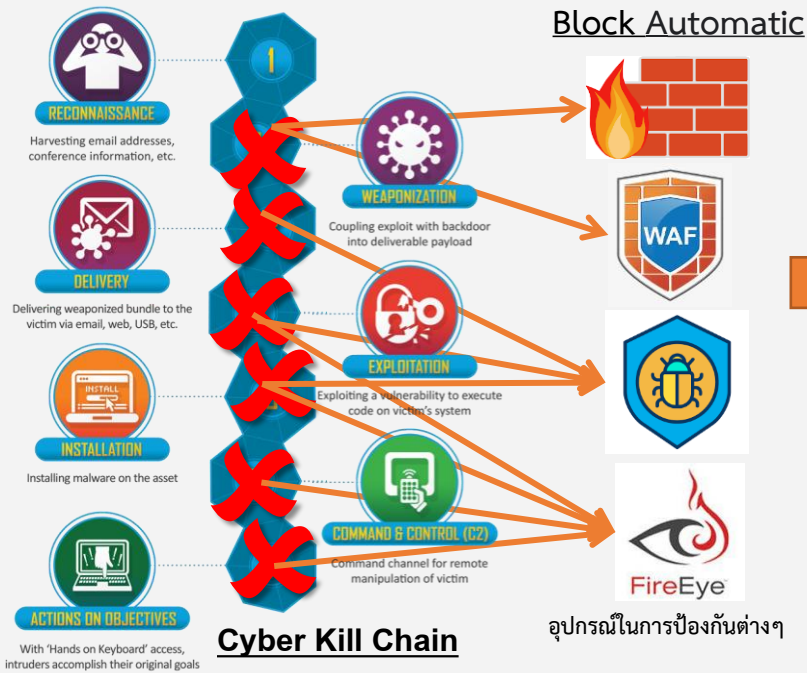 Block Automatic
1
RECONNAISSANCE
Harvesting email addresses,
conference information, etc.
WEAPONIZATION
Coupling exploit with backdoor
into deliverable payload
WAF
DELIVERY
Delivering weaponized bundle to the
victim via email, web, USB, etc.
EXPLOITATION
Exploiting a vulnerability to execute
code on victim's system
INSTALL
INSTALLATION
Installing malware on the asset
COMMAND & CONTROL (C2)
Command channel for remote
manipulation of victim
FireEye
ACTIONS ON OBJECTIVES
With 'Hands on Keyboard' access,
intruders accomplish their original goals
Cyber Kill Chain
อุปกรณ์ในการป้องกันต่างๆ